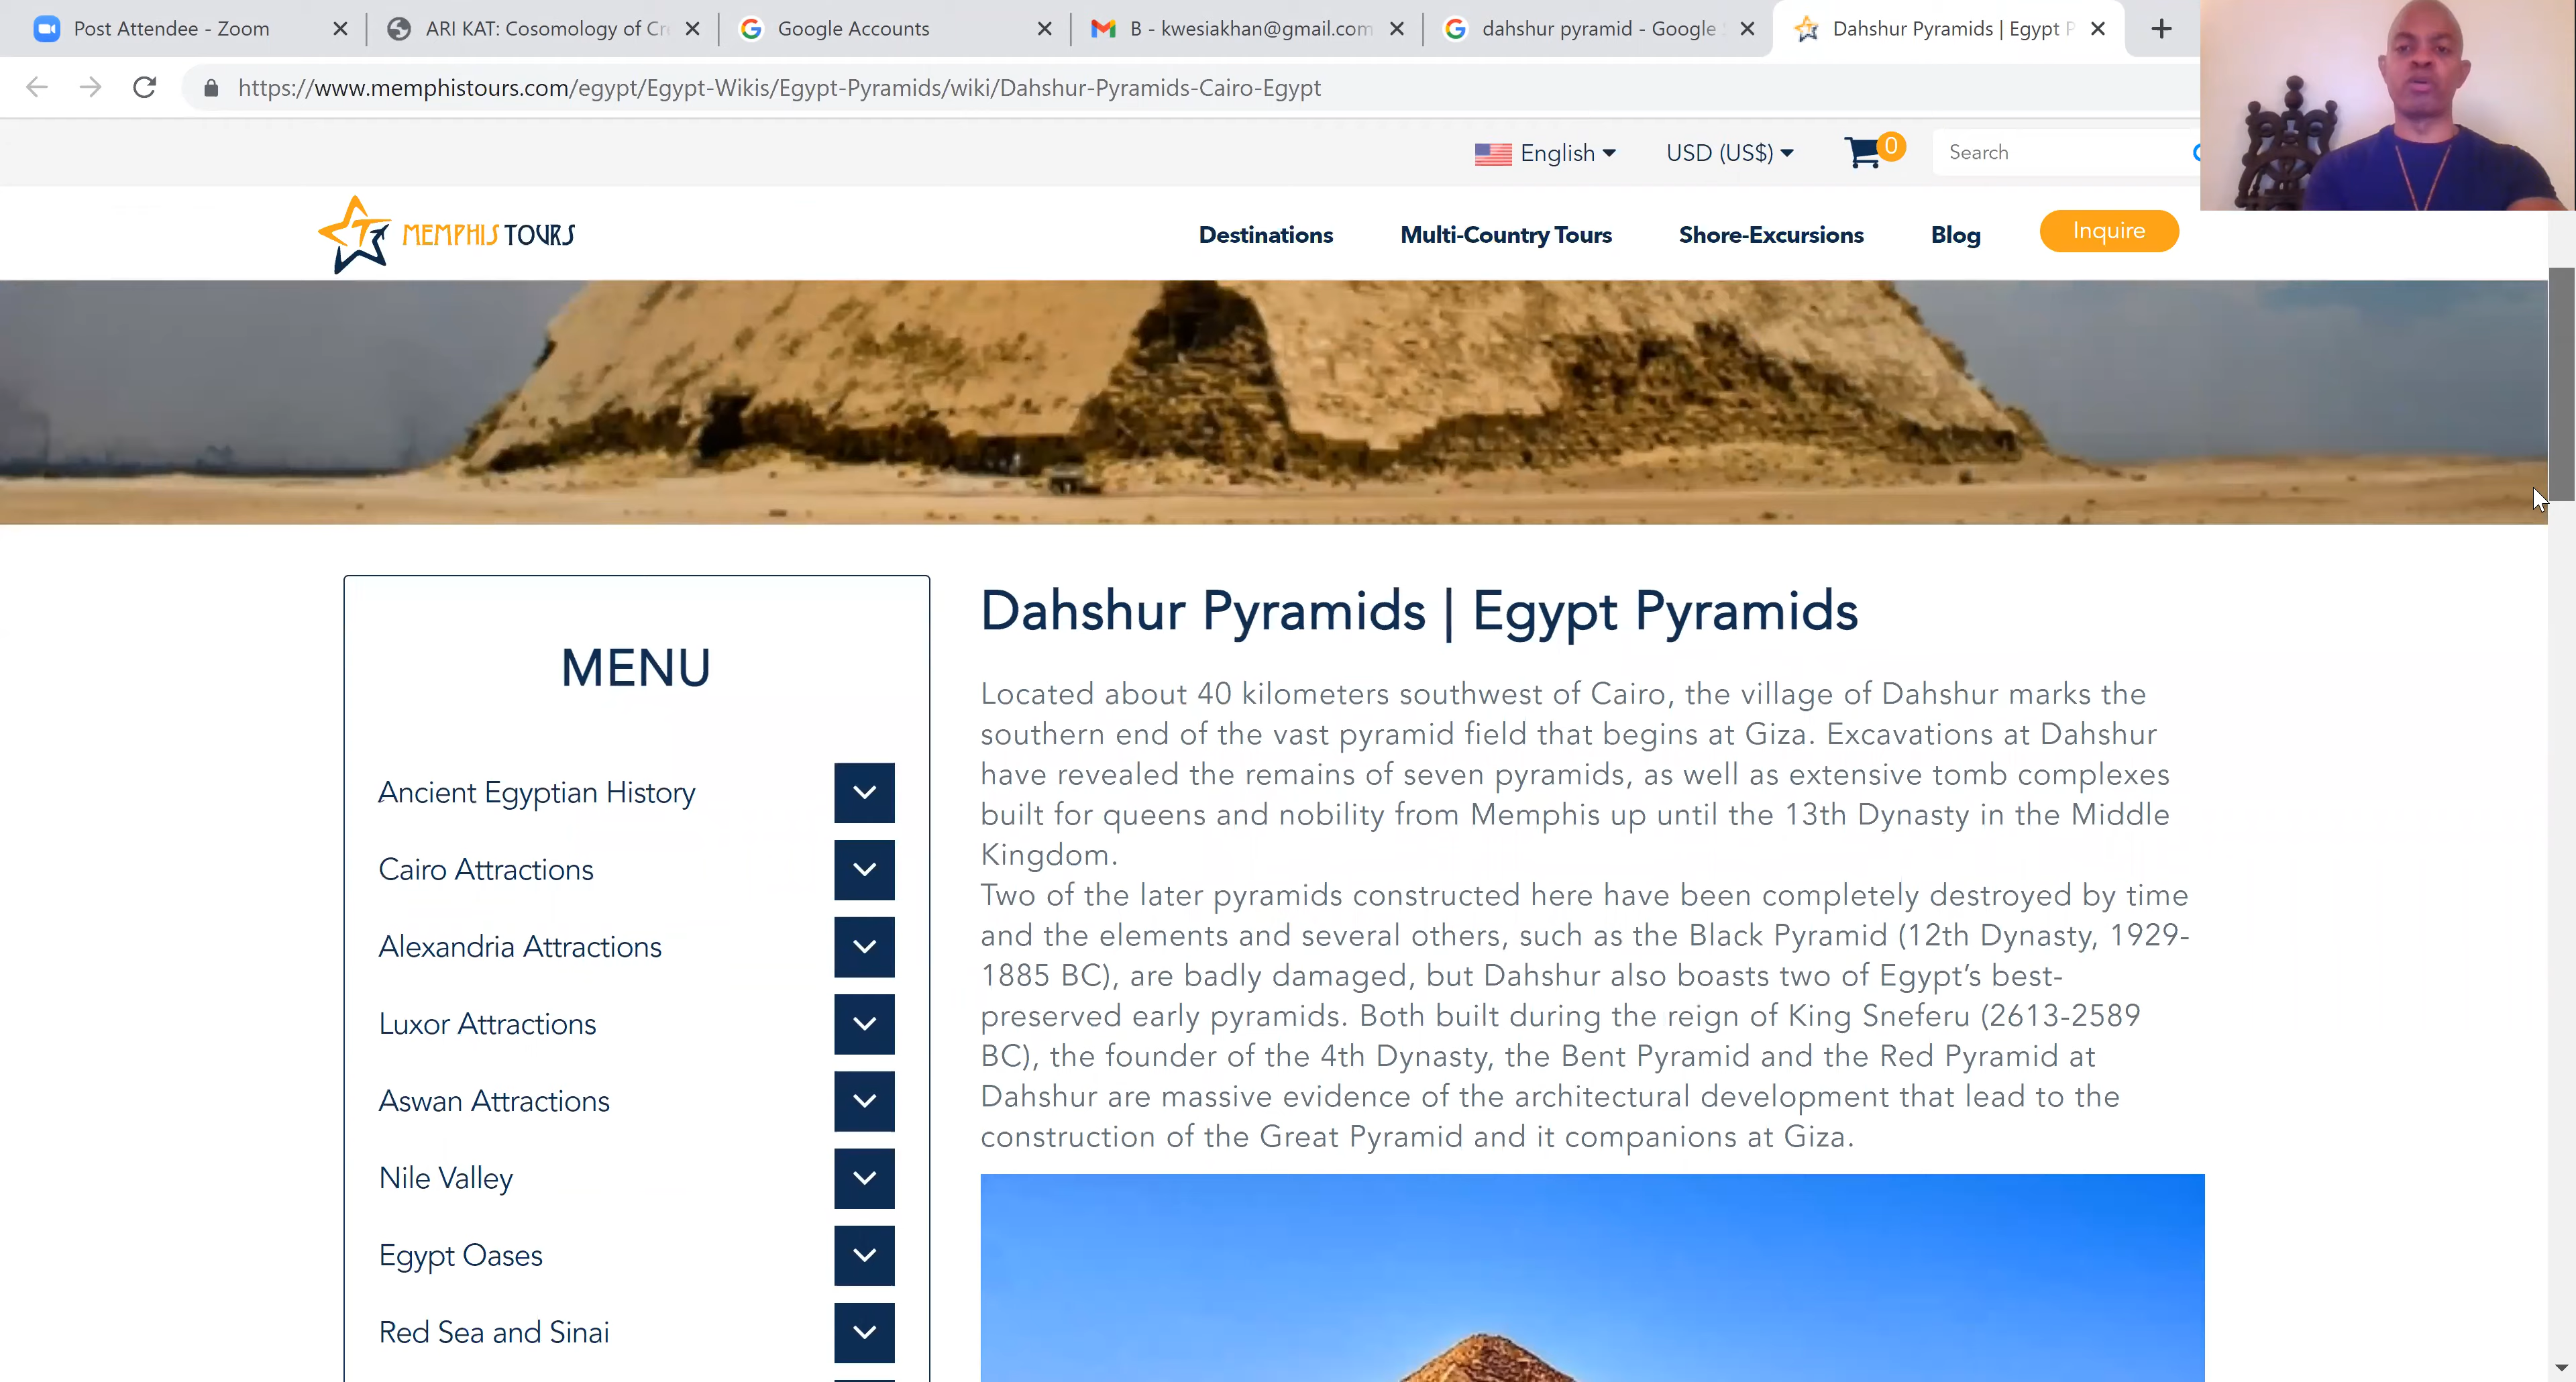 Post Attendee - Zoom
ARI KAT: Cosomology of Cre
Google Accounts
B - kwesiakhan@gmail.com
dahshur pyramid - Google
Dahshur Pyramids | Egypt P
https://www.memphistours.com/egypt/Egypt-Wikis/Egypt-Pyramids/wiki/Dahshur-Pyramids-Cairo-Egypt
English
USD (US$)
0
Search
MEMPHIS TOURS
Destinations
Multi-Country Tours
Shore-Excursions
Blog
Inquire
MENU
Ancient Egyptian History
Cairo Attractions
Alexandria Attractions
Luxor Attractions
Aswan Attractions
Nile Valley
Egypt Oases
Red Sea and Sinai
Dahshur Pyramids | Egypt Pyramids
Located about 40 kilometers southwest of Cairo, the village of Dahshur marks the
southern end of the vast pyramid field that begins at Giza. Excavations at Dahshur
have revealed the remains of seven pyramids, as well as extensive tomb complexes
built for queens and nobility from Memphis up until the 13th Dynasty in the Middle
Kingdom.
Two of the later pyramids constructed here have been completely destroyed by time
and the elements and several others, such as the Black Pyramid (12th Dynasty, 1929-
1885 BC), are badly damaged, but Dahshur also boasts two of Egypt’s best-
preserved early pyramids. Both built during the reign of King Sneferu (2613-2589
BC), the founder of the 4th Dynasty, the Bent Pyramid and the Red Pyramid at
Dahshur are massive evidence of the architectural development that lead to the
construction of the Great Pyramid and it companions at Giza.